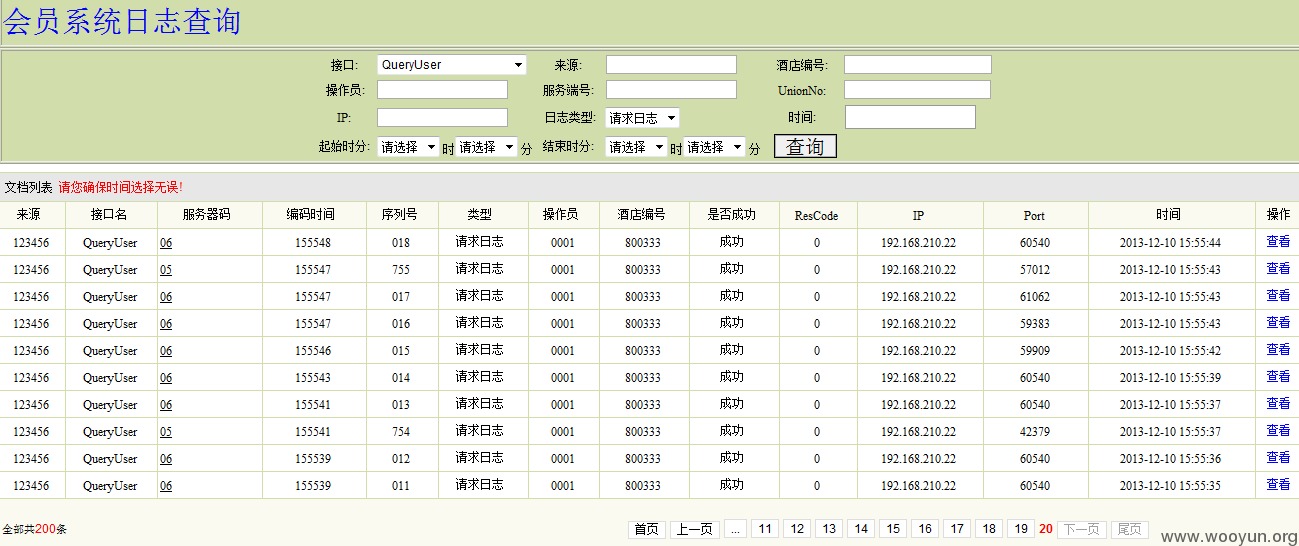 会员系统日志查询
接口: QueryUser 来源: 酒店编号:
操作员: 服务端号: UnionNo:
IP: 日志类型: 请求日志 时间:
起始时分: 请选择 时 请选择 分 结束时分: 请选择 时 请选择 分 查询
文档列表 请您确保时间选择无误!
来源 接口名 服务器码 编码时间 序列号 类型 操作员 酒店编号 是否成功 ResCode IP Port 时间 操作
123456 QueryUser 06 155548 018 请求日志 0001 800333 成功 0 192.168.210.22 60540 2013-12-10 15:55:44 查看
123456 QueryUser 05 155547 755 请求日志 0001 800333 成功 0 192.168.210.22 57012 2013-12-10 15:55:43 查看
123456 QueryUser 06 155547 017 请求日志 0001 800333 成功 0 192.168.210.22 61062 2013-12-10 15:55:43 查看
123456 QueryUser 06 155547 016 请求日志 0001 800333 成功 0 192.168.210.22 59383 2013-12-10 15:55:43 查看
123456 QueryUser 06 155546 015 请求日志 0001 800333 成功 0 192.168.210.22 59909 2013-12-10 15:55:42 查看
123456 QueryUser 06 155543 014 请求日志 0001 800333 成功 0 192.168.210.22 60540 2013-12-10 15:55:39 查看
123456 QueryUser 06 155541 013 请求日志 0001 800333 成功 0 192.168.210.22 60540 2013-12-10 15:55:37 查看
123456 QueryUser 05 155541 754 请求日志 0001 800333 成功 0 192.168.210.22 42379 2013-12-10 15:55:37 查看
123456 QueryUser 06 155539 012 请求日志 0001 800333 成功 0 192.168.210.22 60540 2013-12-10 15:55:36 查看
123456 QueryUser 06 155539 011 请求日志 0001 800333 成功 0 192.168.210.22 60540 2013-12-10 15:55:35 查看
全部共200条 首页 上一页 ... 11 12 13 14 15 16 17 18 19 20 下一页 尾页
www.wooyun.org